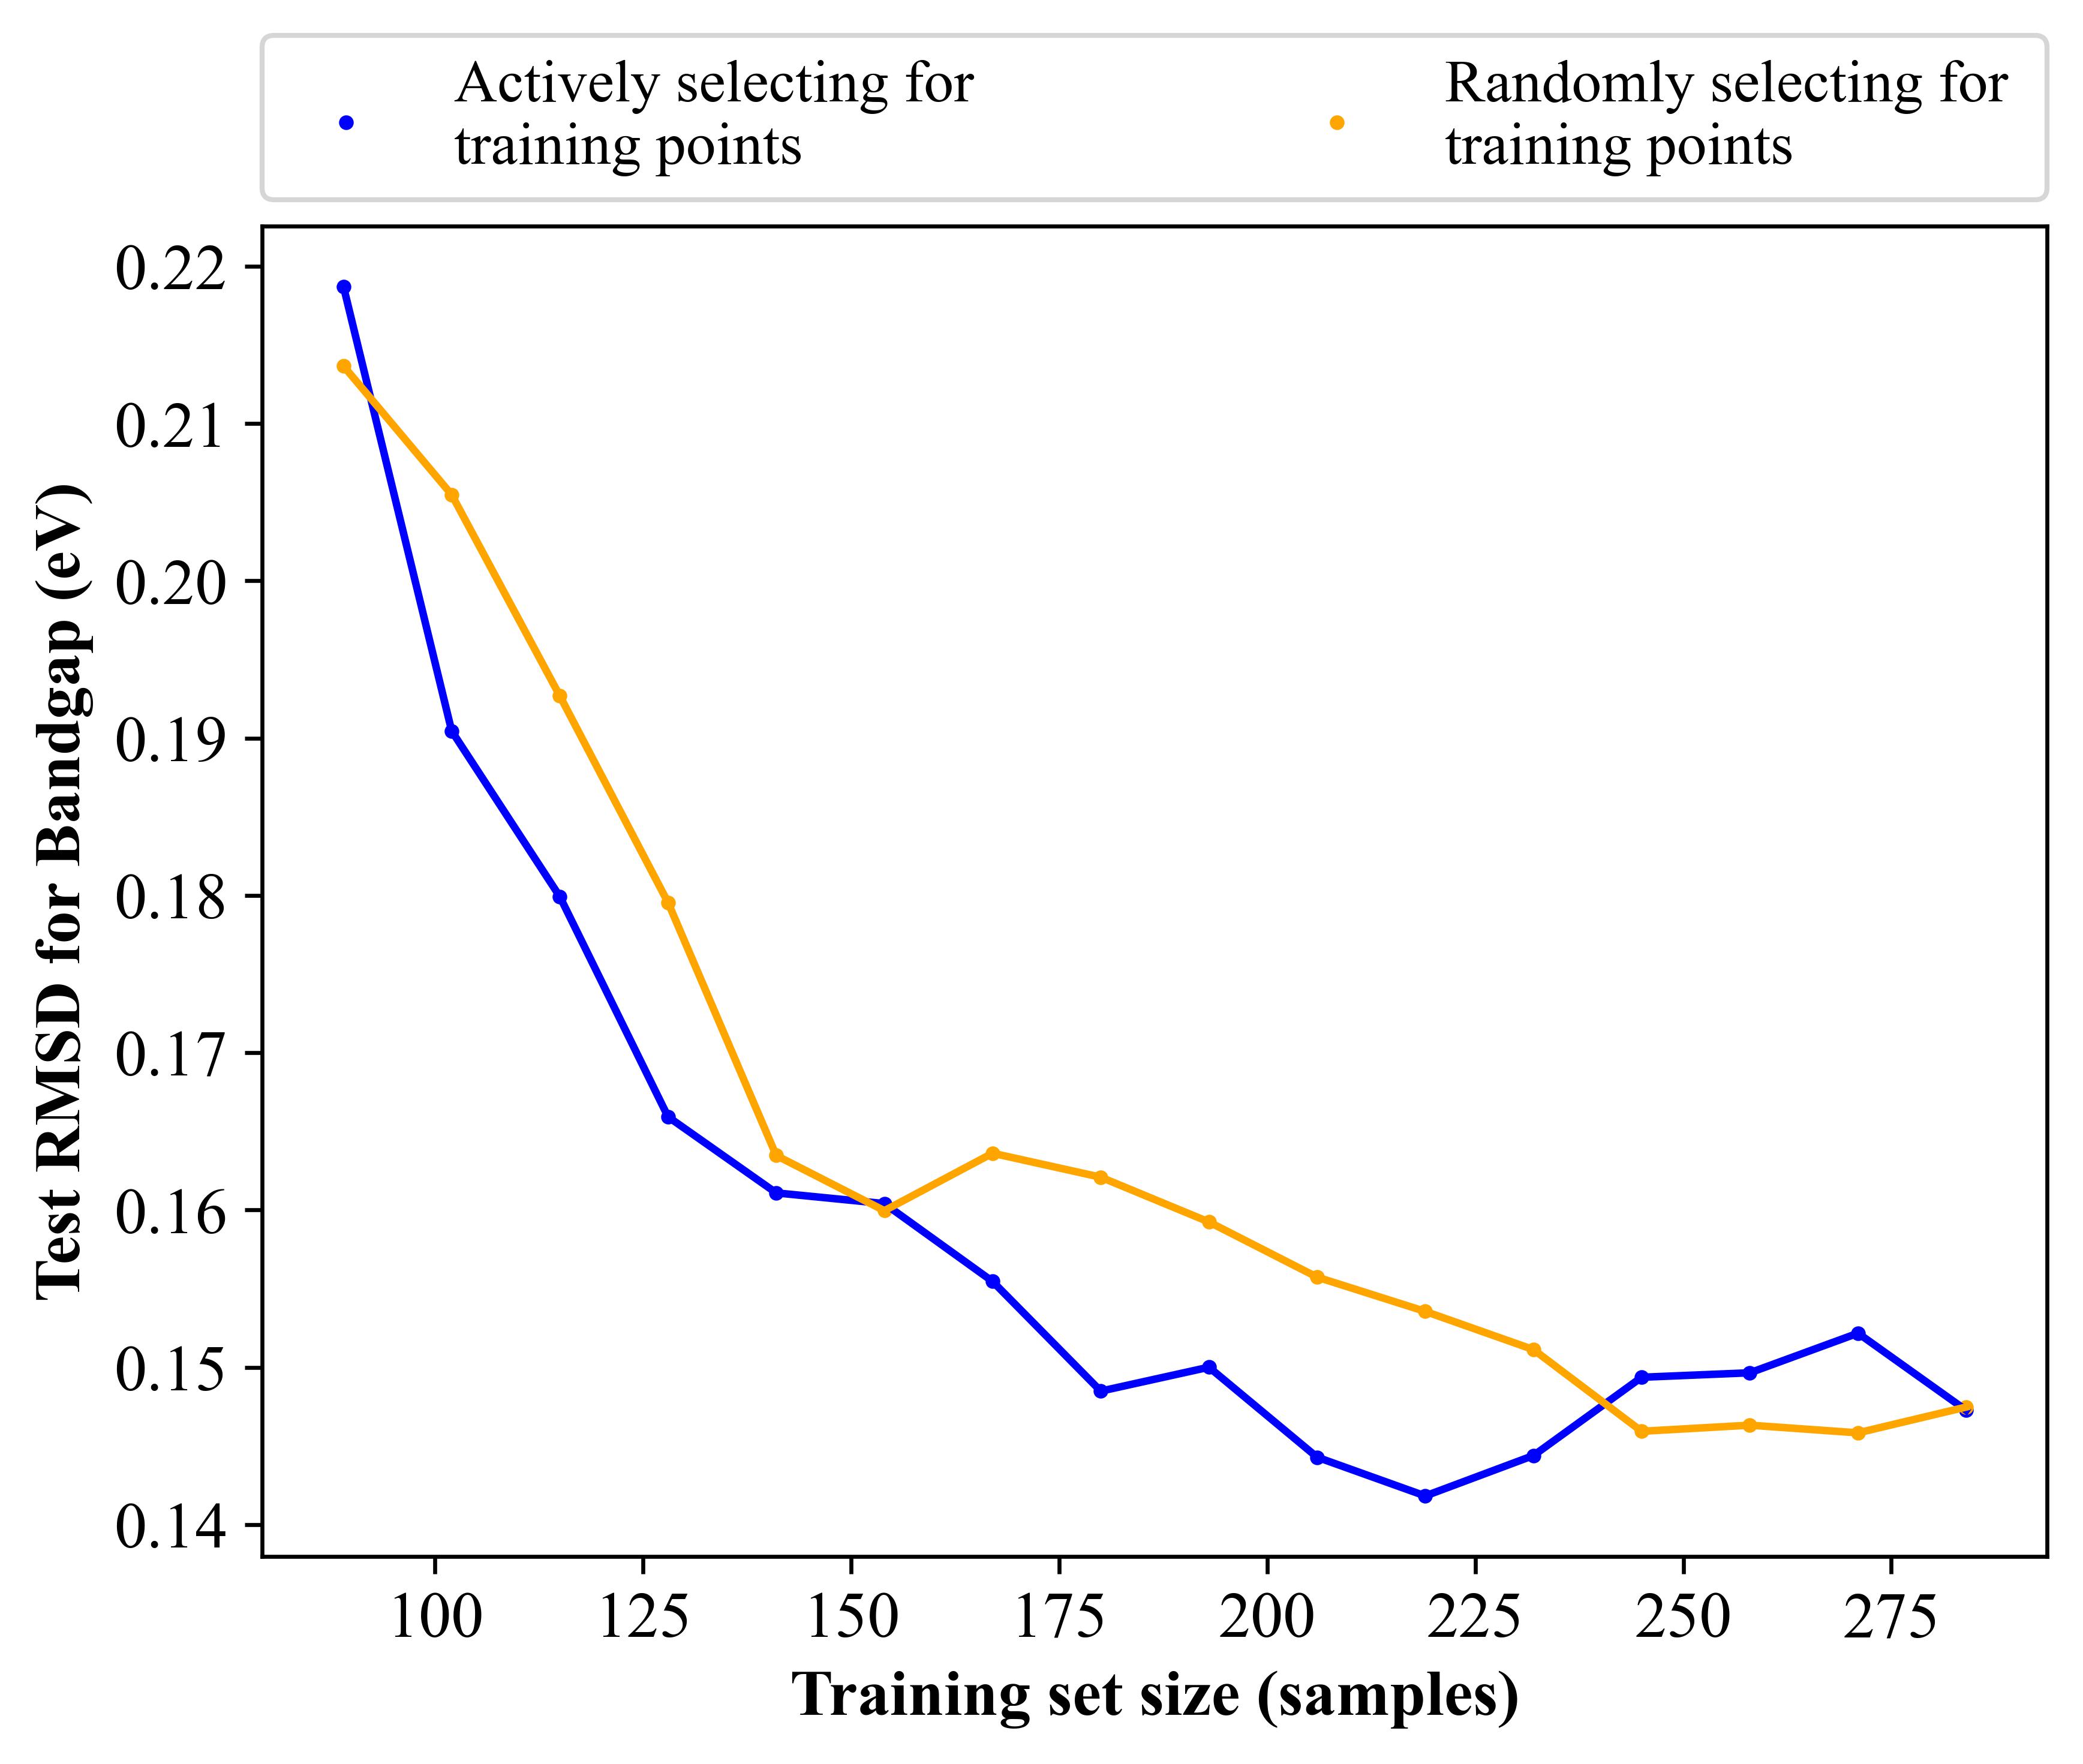 Actively selecting for
training points
Randomly selecting for
training points
Test RMSD for Bandgap (eV)
0.22
0.21
0.20
0.19
0.18
0.17
0.16
0.15
0.14
100 125 150 175 200 225 250 275
Training set size (samples)